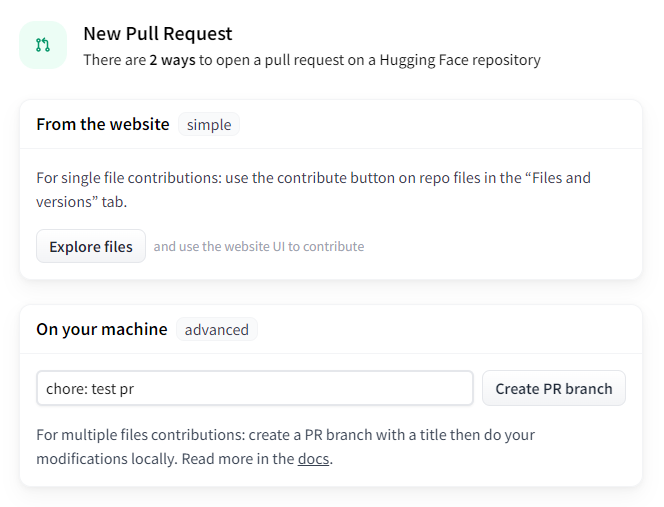 New Pull Request
There are 2 ways to open a pull request on a Hugging Face repository
From the website simple
For single file contributions: use the contribute button on repo files in the “Files and
versions” tab.
Explore files and use the website UI to contribute
On your machine advanced
chore: test pr Create PR branch
For multiple files contributions: create a PR branch with a title then do your
modifications locally. Read more in the docs.